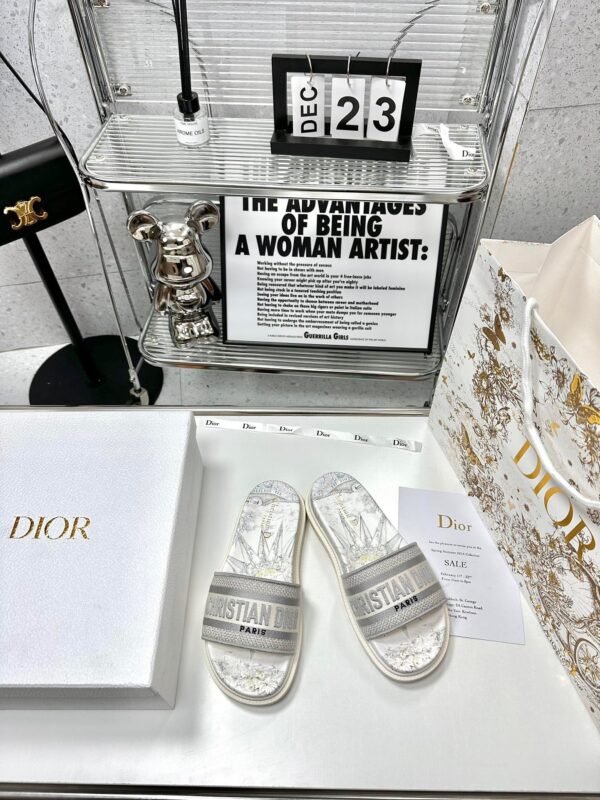 DEC 23
ROME OILS
Dior
THE ADVANTAGES
OF BEING
A WOMAN ARTIST:
Working without the pressure of success
Not having to be in shows with men
Having an escape from the art world in your 4 free-lance jobs
Knowing your career might pick up after you're eighty
Being reassured that whatever kind of art you make it will be labeled feminine
Not being stuck in a tenured teaching position
Seeing your ideas live on in the work of others
Having the opportunity to choose between career and motherhood
Not having to choke on those big cigars or paint in Italian suits
Having more time to work when your mate dumps you for someone younger
Being included in revised versions of art history
Not having to undergo the embarrassment of being called a genius
Getting your picture in the art magazines wearing a gorilla suit
GUERRILLA GIRLS
Dior Dior Dior Dior Dior Dior
DIOR
DIOR
CHRISTIAN DIOR
PARIS
RISTIAN DIO
PARIS
Dior
SALE
Hong Kong